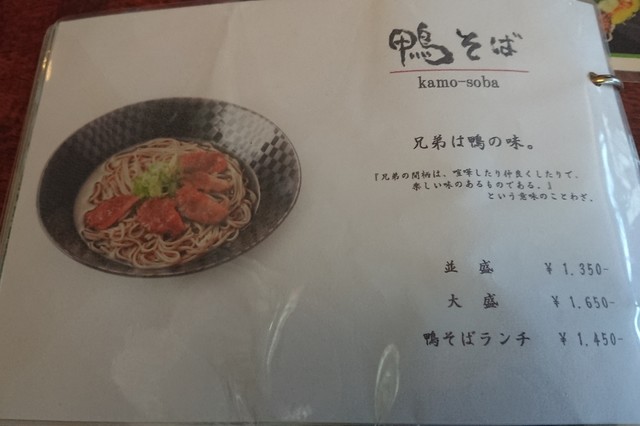 鴨そば
kamo-soba
兄弟は鴨の味。
『兄弟の間柄は、喧嘩したり仲良くしたりで、
楽しい味のあるものである。』
という意味のことわざ。
並 盛 ¥ 1.350-
大 盛 ¥ 1.650-
鴨そばランチ ¥ 1.450-